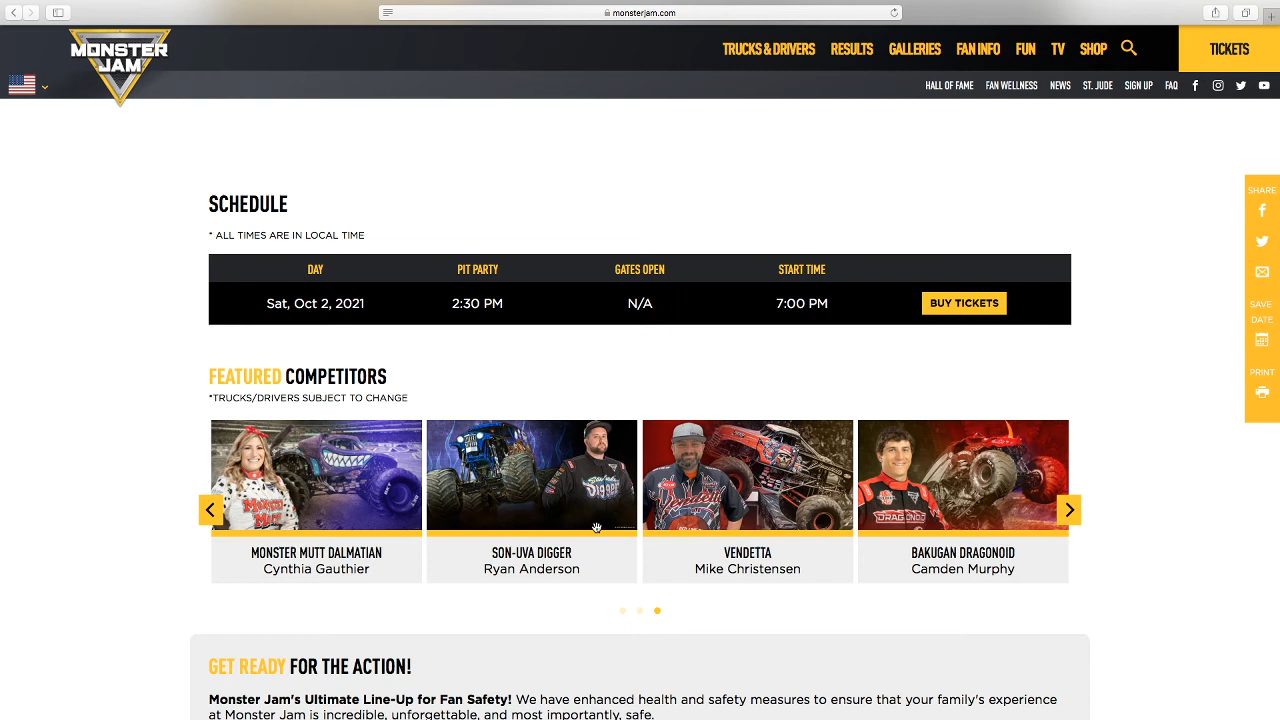 monsterjam.com
MONSTER
JAM
TRUCKS & DRIVERS RESULTS GALLERIES FAN INFO FUN TV SHOP TICKETS
HALL OF FAME FAN WELLNESS NEWS ST. JUDE SIGN UP FAQ
SCHEDULE
* ALL TIMES ARE IN LOCAL TIME
DAY PIT PARTY GATES OPEN START TIME
Sat, Oct 2, 2021 2:30 PM N/A 7:00 PM BUY TICKETS
SHARE
SAVE
DATE
PRINT
FEATURED COMPETITORS
*TRUCKS/DRIVERS SUBJECT TO CHANGE
MONSTER MUTT DALMATIAN
Cynthia Gauthier
SON-UVA DIGGER
Ryan Anderson
VENDETTA
Mike Christensen
BAKUGAN DRAGONOID
Camden Murphy
GET READY FOR THE ACTION!
Monster Jam's Ultimate Line-Up for Fan Safety! We have enhanced health and safety measures to ensure that your family's experience
at Monster Jam is incredible, unforgettable, and most importantly, safe.